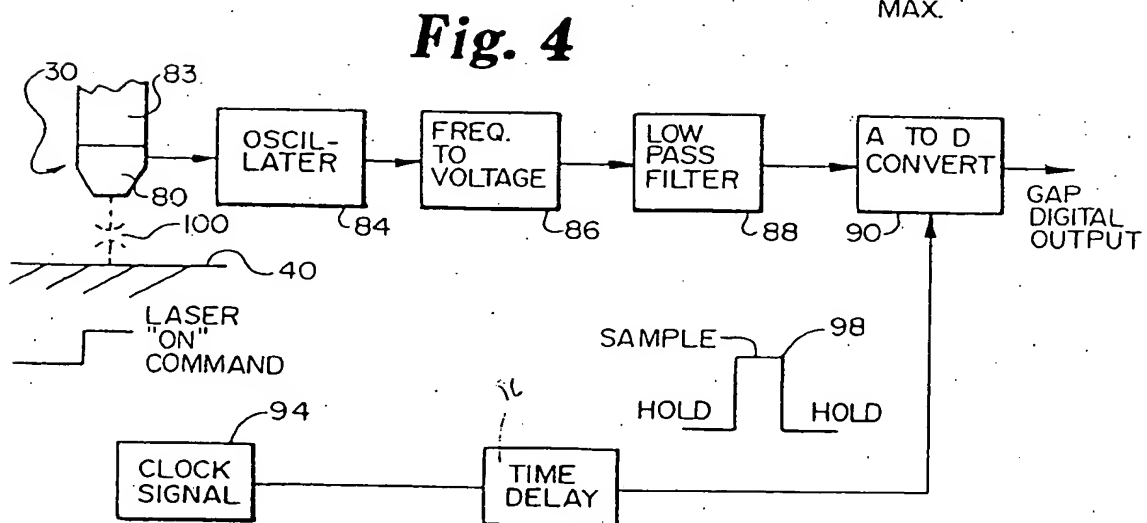 MAX.
Fig. 4
30
83
80
100
40
OSCIL-
LATER
84
FREQ.
TO
VOLTAGE
86
LOW
PASS
FILTER
88
A TO D
CONVERT
90
GAP
DIGITAL
OUTPUT
LASER
"ON"
COMMAND
SAMPLE
98
HOLD
HOLD
94
CLOCK
SIGNAL
TIME
DELAY